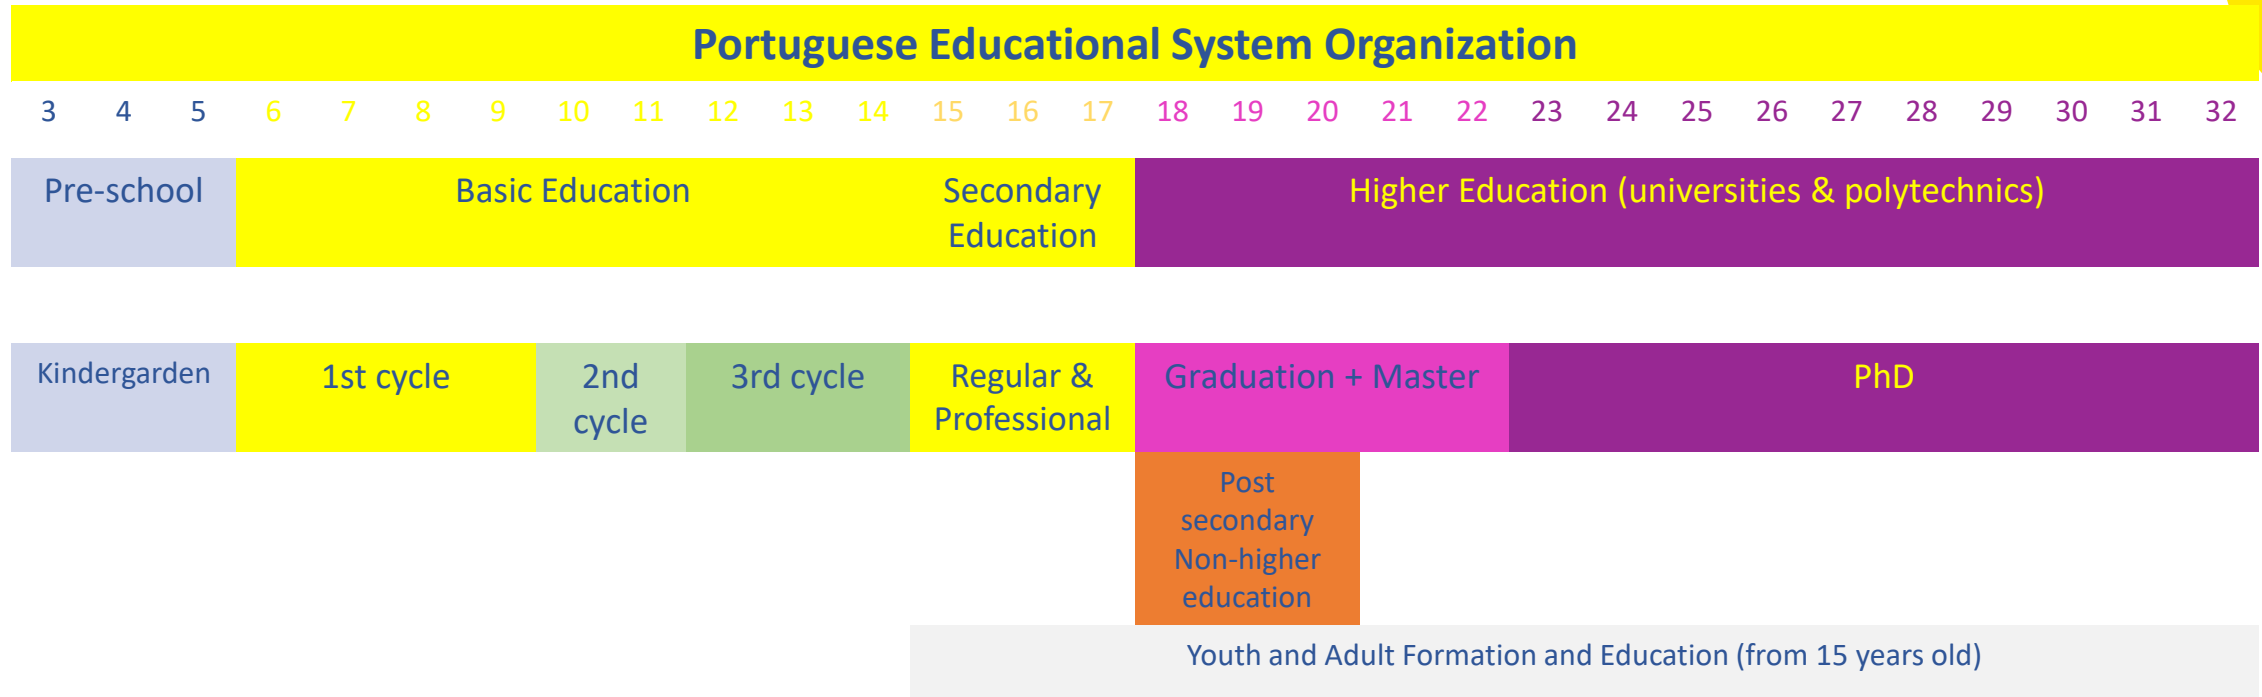 Portuguese Educational System Organization
3 4 5 6 7 8 9 10 11 12 13 14 15 16 17 18 19 20 21 22 23 24 25 26 27 28 29 30 31 32
Pre-school Basic Education Secondary Education Higher Education (universities & polytechnics)
Kindergarden 1st cycle 2nd cycle 3rd cycle Regular & Professional Graduation + Master PhD
Post
secondary
Non-higher
education
Youth and Adult Formation and Education (from 15 years old)